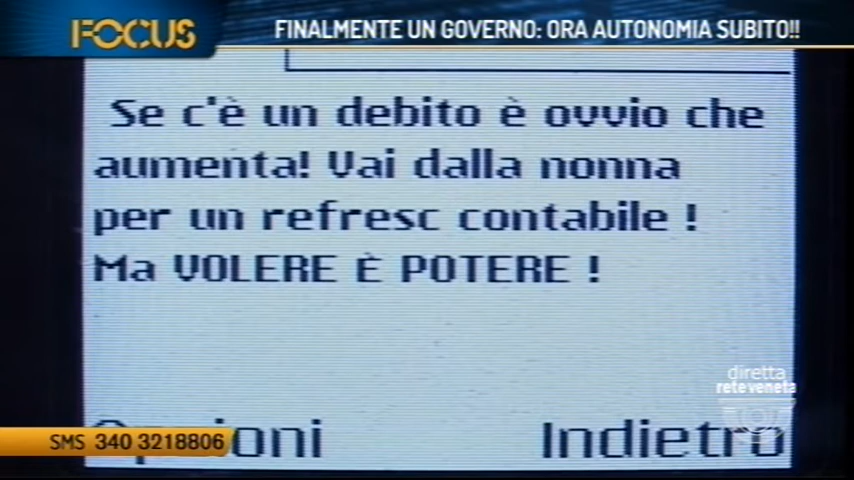 FOCUS
FINALMENTE UN GOVERNO: ORA AUTONOMIA SUBITO!!
Se c'è un debito è ovvio che
aumenta! Vai dalla nonna
per un refresc contabile !
Ma VOLERE È POTERE !
diretta
reteveneta
Opzioni
Indietro
SMS 340 3218806